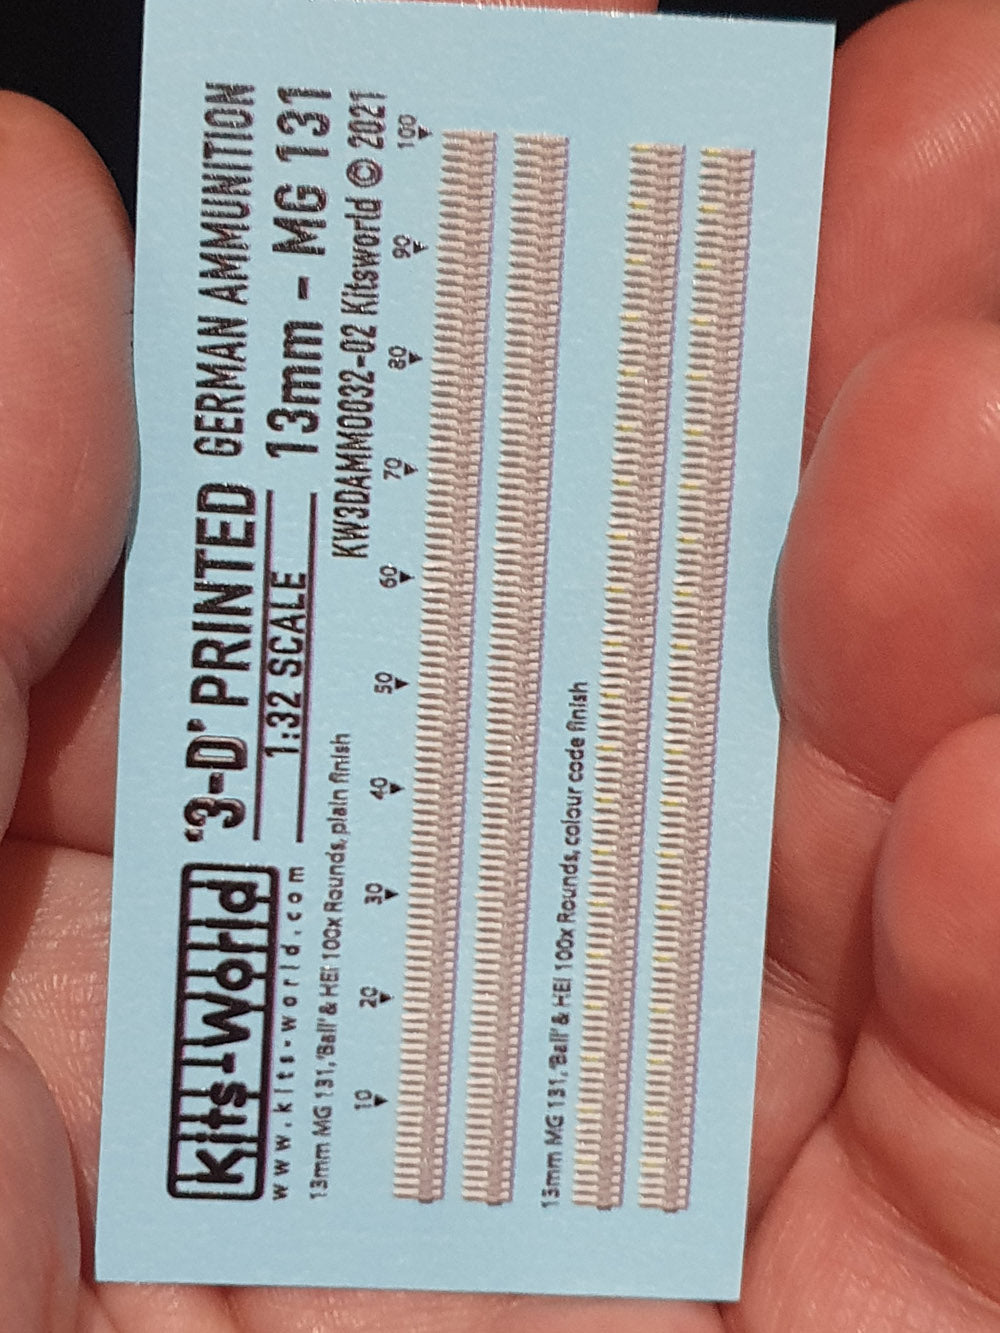 Kits-World
'3-D' PRINTED GERMAN AMMUNITION
1:32 SCALE
13mm - MG 131
www.kits-world.com
KW3DAMM0032-02 Kitsworld © 2021
13mm MG 131, 'Ball' & HEI 100x Rounds, plain finish
10 20 30 40 50 60 70 80 90 100
13mm MG 131, 'Ball' & HEI 100x Rounds, colour code finish